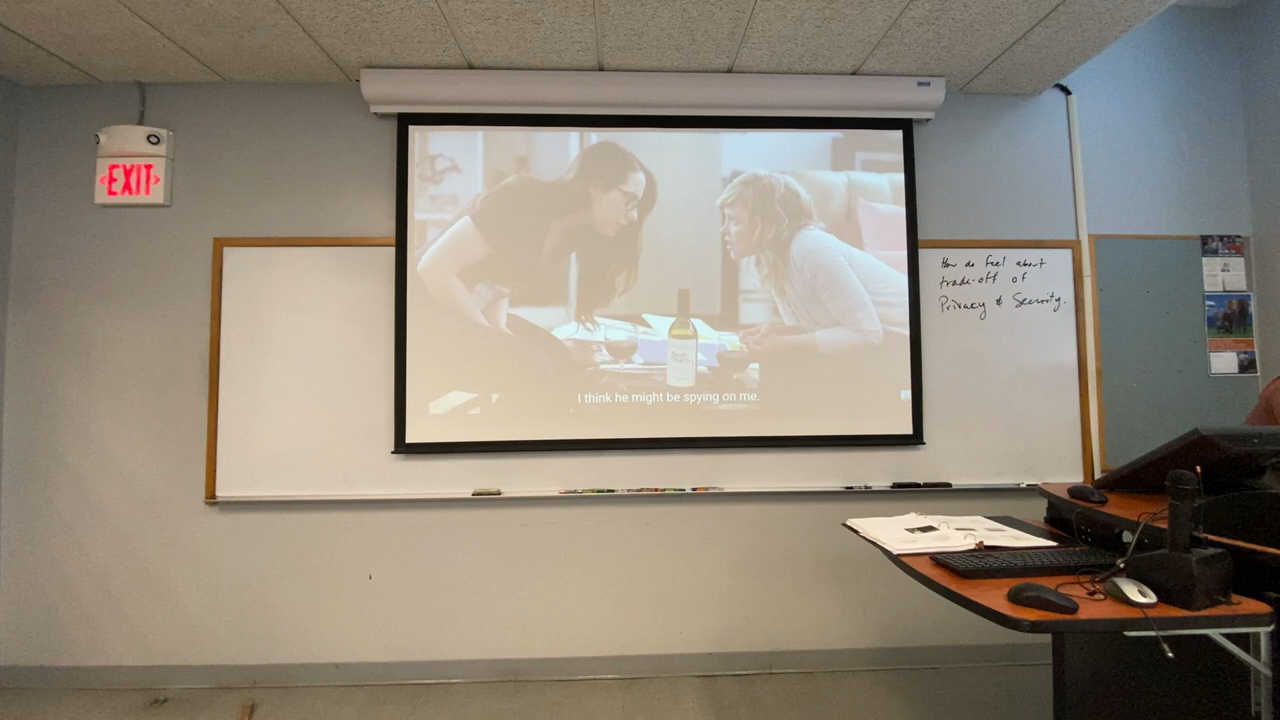 EXIT
How do feel about
trade-off of
Privacy & Security.
I think he might be spying on me.